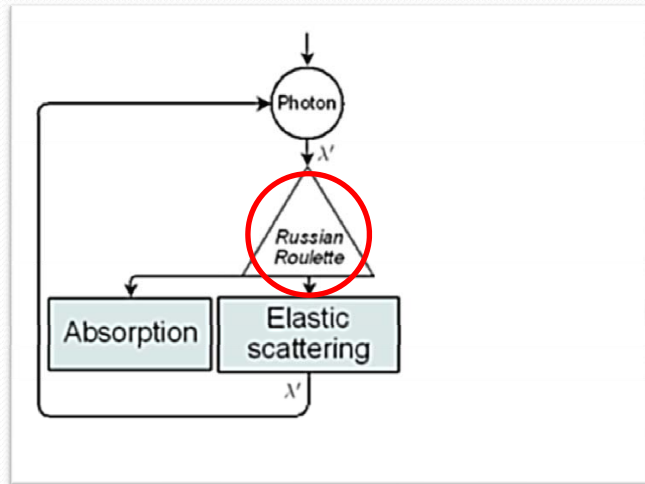 Photon
λ'
Russian
Roulette
Absorption
Elastic
scattering
λ'